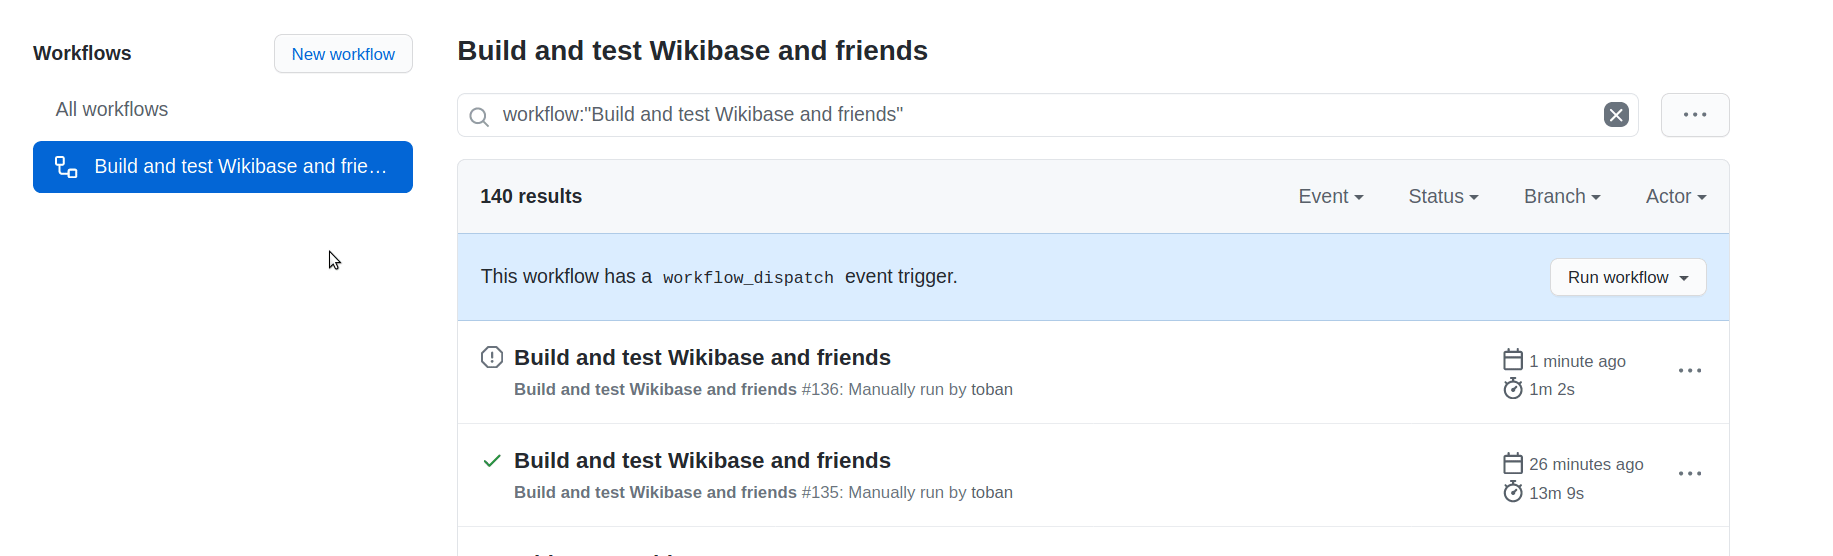 Workflows
New workflow
All workflows
Build and test Wikibase and frie...
Build and test Wikibase and friends
workflow:"Build and test Wikibase and friends"
140 results
Event
Status
Branch
Actor
This workflow has a workflow_dispatch event trigger.
Run workflow
Build and test Wikibase and friends
1 minute ago
Build and test Wikibase and friends #136: Manually run by toban
1m 2s
Build and test Wikibase and friends
26 minutes ago
Build and test Wikibase and friends #135: Manually run by toban
13m 9s